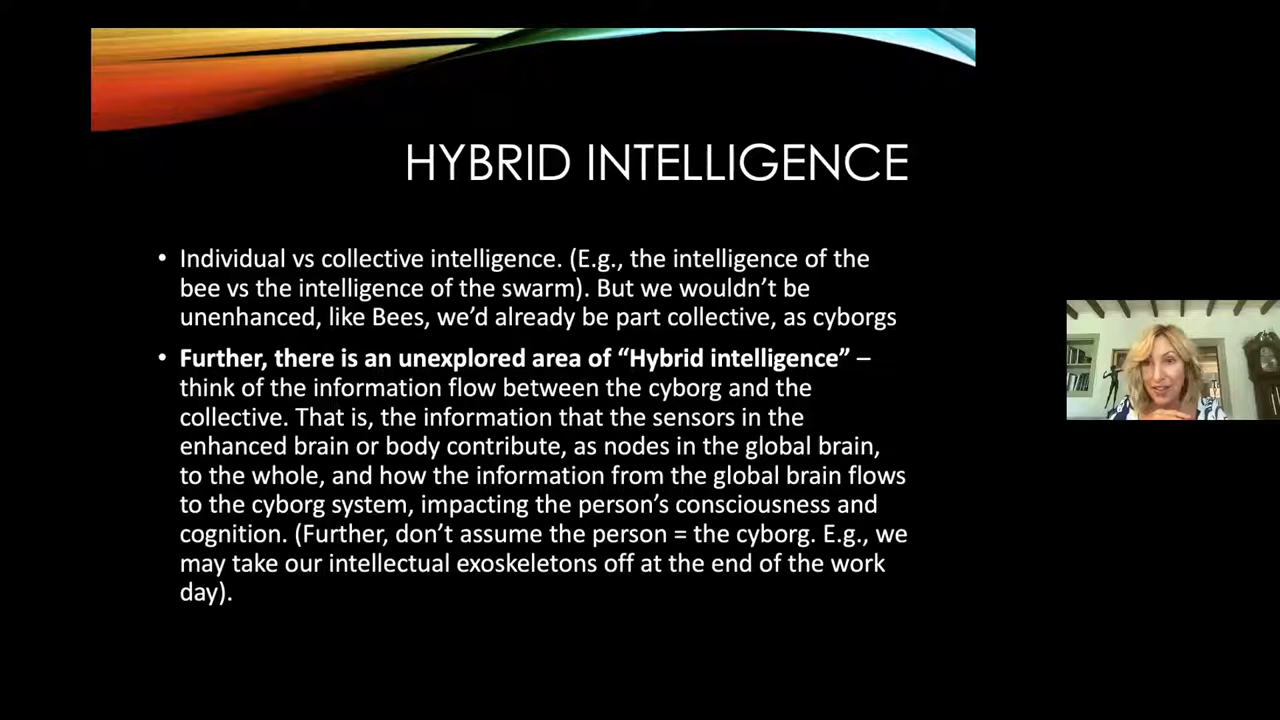 HYBRID INTELLIGENCE
• Individual vs collective intelligence. (E.g., the intelligence of the
bee vs the intelligence of the swarm). But we wouldn't be
unenhanced, like Bees, we'd already be part collective, as cyborgs
• Further, there is an unexplored area of “Hybrid intelligence” –
think of the information flow between the cyborg and the
collective. That is, the information that the sensors in the
enhanced brain or body contribute, as nodes in the global brain,
to the whole, and how the information from the global brain flows
to the cyborg system, impacting the person's consciousness and
cognition. (Further, don't assume the person = the cyborg. E.g., we
may take our intellectual exoskeletons off at the end of the work
day).